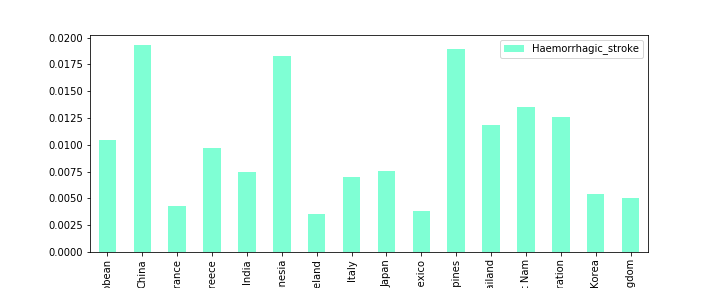 Haemorrhagic_stroke
0.0200
0.0175
0.0150
0.0125
0.0100
0.0075
0.0050
0.0025
0.0000
bbean
China
rance
reece
India
nesia
eland
Italy
Japan
exico
pines
ailand
t Nam
ration
Korea
gdom